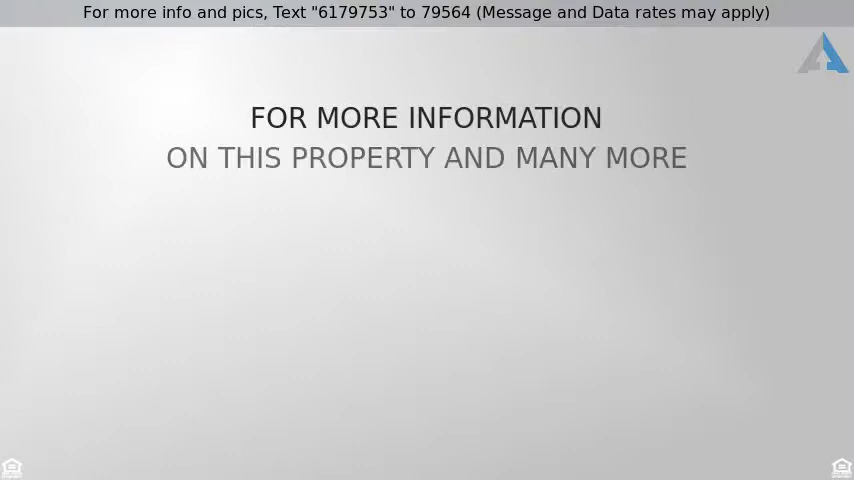 For more info and pics, Text "6179753" to 79564 (Message and Data rates may apply)
FOR MORE INFORMATION
ON THIS PROPERTY AND MANY MORE